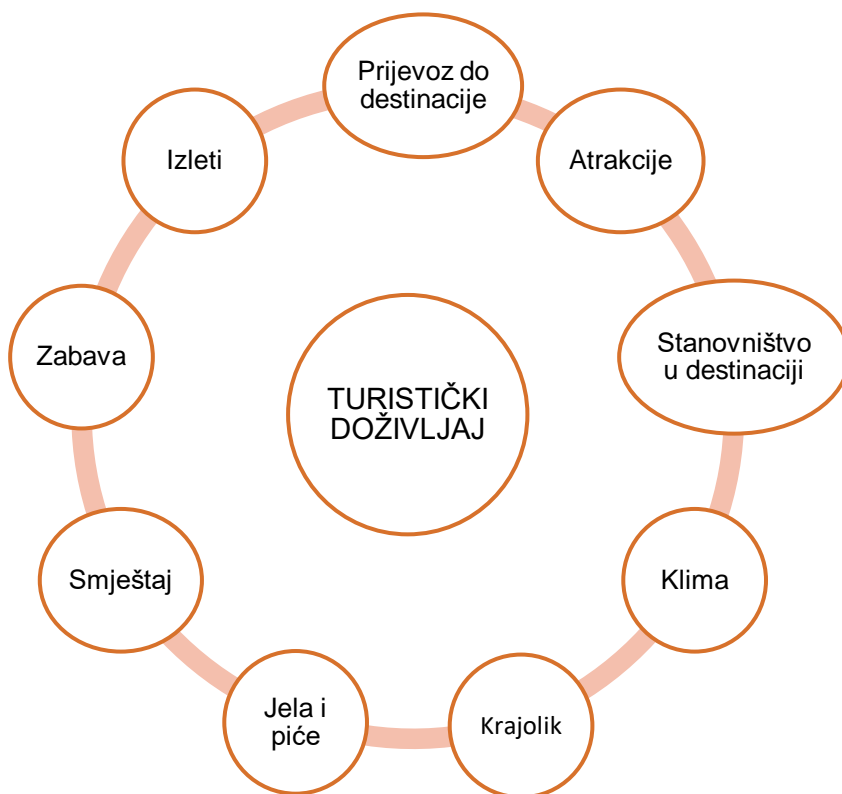 Prijevoz do
destinacije
Atrakcije
Stanovništvo
u destinaciji
Klima
Krajolik
Jela i
piće
Smještaj
Zabava
Izleti
TURISTIČKI
DOŽIVLJAJ